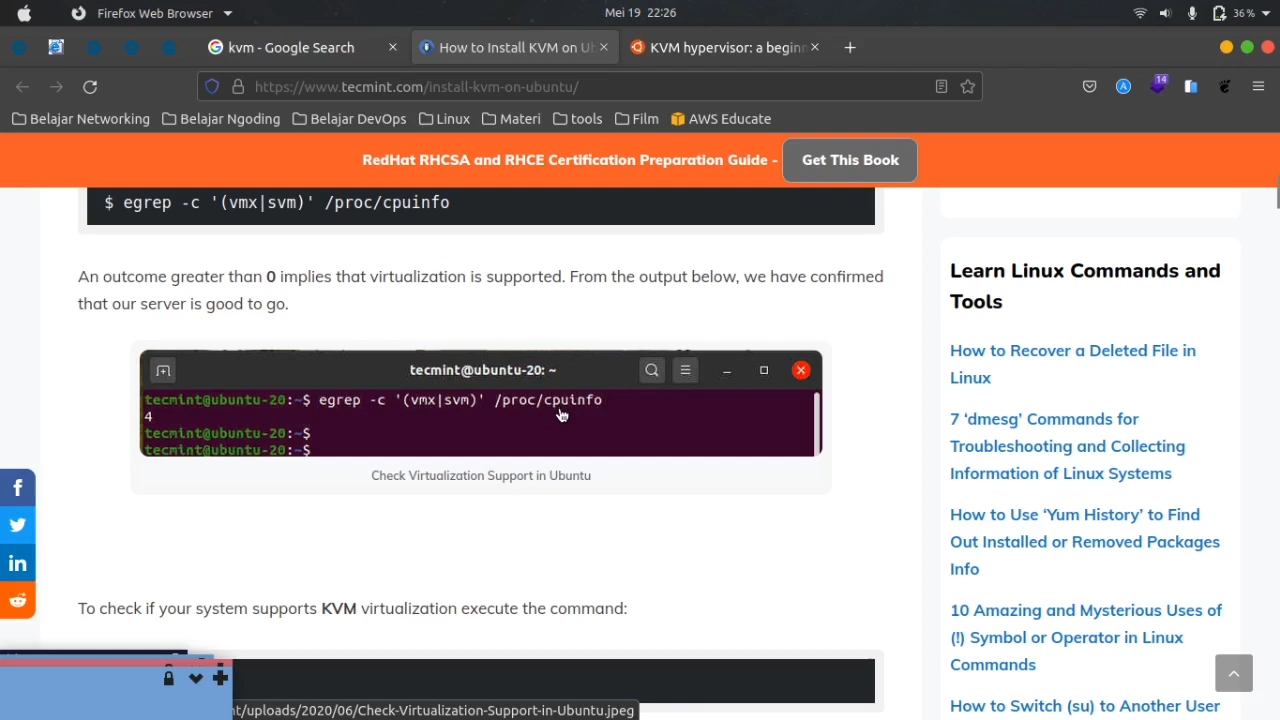 Firefox Web Browser
Mei 19 22:26
36 %
kvm - Google Search
How to Install KVM on Ub
KVM hypervisor: a beginn
https://www.tecmint.com/install-kvm-on-ubuntu/
14
Belajar Networking
Belajar Ngoding
Belajar DevOps
Linux
Materi
tools
Film
AWS Educate
RedHat RHCSA and RHCE Certification Preparation Guide -
Get This Book
$ egrep -c '(vmx|svm)' /proc/cpuinfo
An outcome greater than 0 implies that virtualization is supported. From the output below, we have confirmed
that our server is good to go.
tecmint@ubuntu-20: ~
tecmint@ubuntu-20:~$ egrep -c '(vmx|svm)' /proc/cpuinfo
4
tecmint@ubuntu-20:~$
tecmint@ubuntu-20:~$
Check Virtualization Support in Ubuntu
To check if your system supports KVM virtualization execute the command:
nt/uploads/2020/06/Check-Virtualization-Support-in-Ubuntu.jpeg
Learn Linux Commands and
Tools
How to Recover a Deleted File in
Linux
7 ‘dmesg’ Commands for
Troubleshooting and Collecting
Information of Linux Systems
How to Use ‘Yum History’ to Find
Out Installed or Removed Packages
Info
10 Amazing and Mysterious Uses of
(!) Symbol or Operator in Linux
Commands
How to Switch (su) to Another User